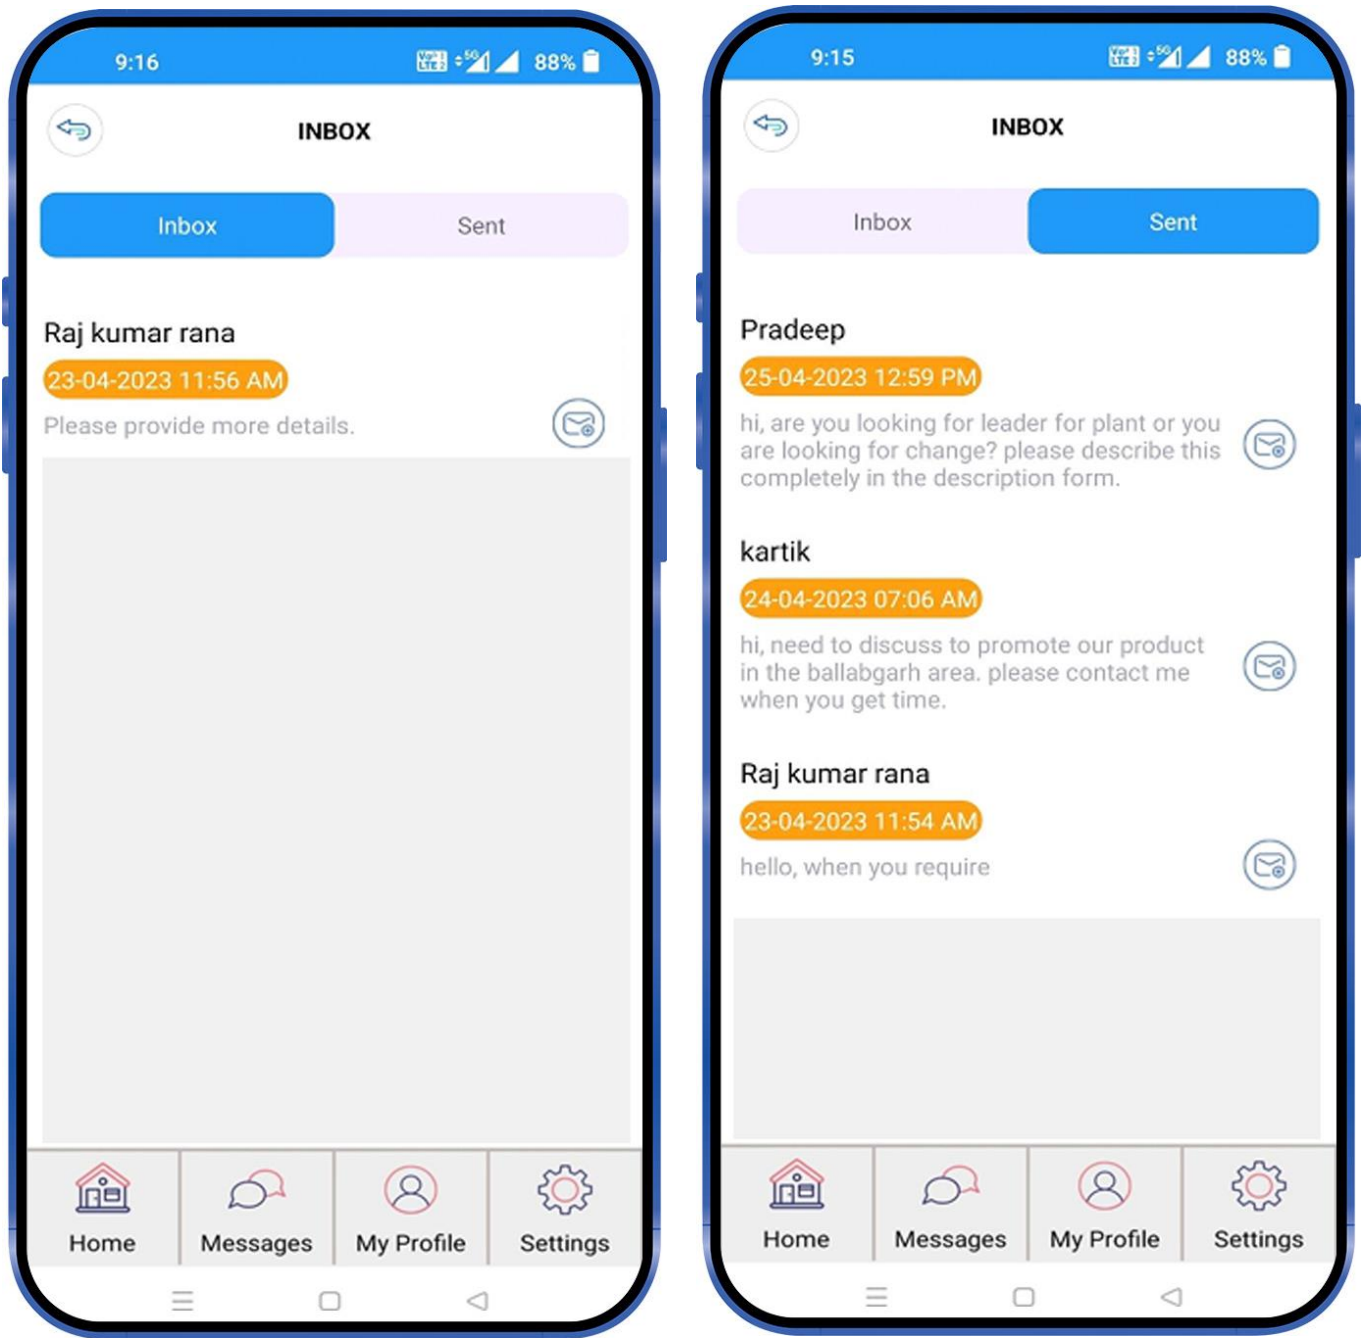 9:16
88%
INBOX
Inbox
Sent
Raj kumar rana
23-04-2023 11:56 AM
Please provide more details.
Home
Messages
My Profile
Settings
9:15
88%
INBOX
Inbox
Sent
Pradeep
25-04-2023 12:59 PM
hi, are you looking for leader for plant or you
are looking for change? please describe this
completely in the description form.
kartik
24-04-2023 07:06 AM
hi, need to discuss to promote our product
in the ballabgarh area. please contact me
when you get time.
Raj kumar rana
23-04-2023 11:54 AM
hello, when you require
Home
Messages
My Profile
Settings